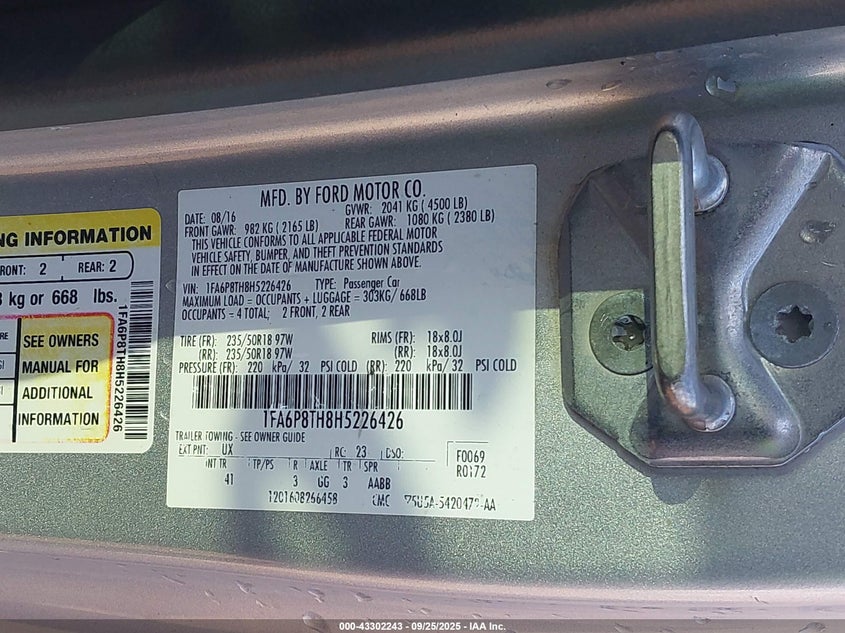 NG INFORMATION
FRONT: 2 REAR: 2
kg or 668 lbs.
SEE OWNERS
MANUAL FOR
ADDITIONAL
INFORMATION
1FA6P8TH8H5226426
MFD. BY FORD MOTOR CO.
DATE: 08/16 GVWR: 2041 KG ( 4500 LB)
FRONT GAWR: 982 KG ( 2165 LB) REAR GAWR: 1080 KG ( 2380 LB)
THIS VEHICLE CONFORMS TO ALL APPLICABLE FEDERAL MOTOR
VEHICLE SAFETY, BUMPER, AND THEFT PREVENTION STANDARDS
IN EFFECT ON THE DATE OF MANUFACTURE SHOWN ABOVE.
VIN: 1FA6P8TH8H5226426 TYPE: Passenger Car
MAXIMUM LOAD = OCCUPANTS + LUGGAGE = 303KG/ 668LB
OCCUPANTS = 4 TOTAL; 2 FRONT, 2 REAR
TIRE (FR): 235/50R18 97W RIMS (FR): 18x8.0J
(RR): 235/50R18 97W (RR): 18x8.0J
PRESSURE (FR): 220 kPa/ 32 PSI COLD (RR): 220 kPa/ 32 PSI COLD
1FA6P8TH8H5226426
TRAILER TOWING - SEE OWNER GUIDE
EXT PNT: UX RC: 23 DSO: F0069
R0172
INT TR TP/PS R AXLE TR SPR
41 3 GG 3 AABB
1201608266458 CMC
000-43302243 - 09/25/2025 - IAA Inc.